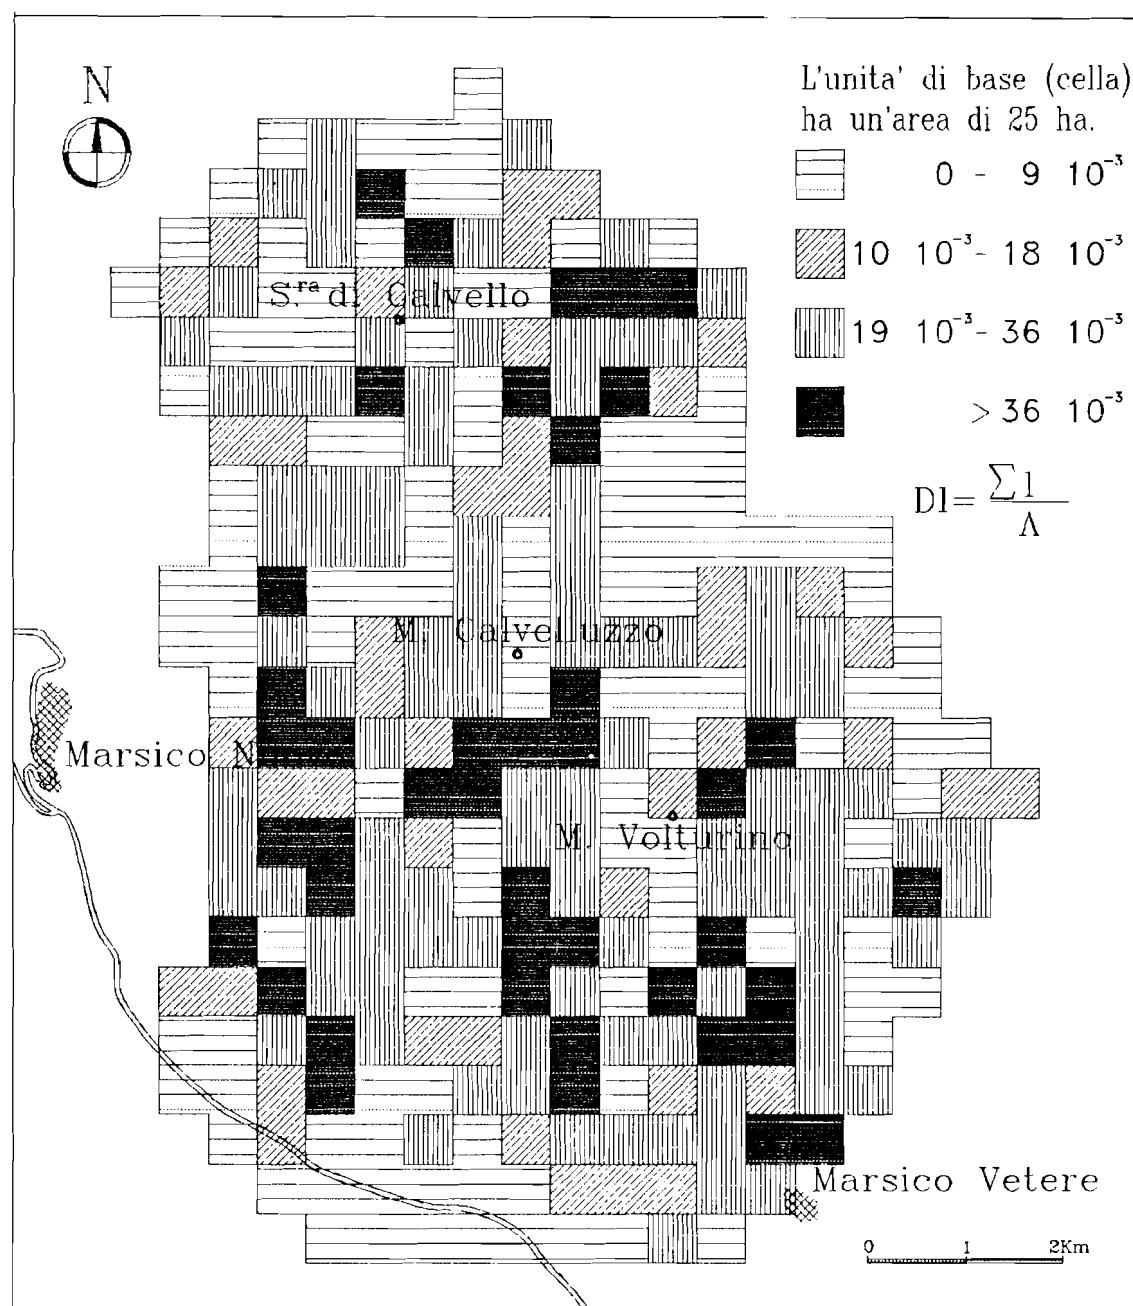 N
L'unita' di base (cella)
ha un'area di 25 ha.
0 - 9 10⁻³
10 10⁻³ - 18 10⁻³
19 10⁻³ - 36 10⁻³
> 36 10⁻³
Dl= Σl / Λ
S.ra di Calvello
M. Calvelluzzo
Marsico N
M. Volturino
Marsico Vetere
0 1 2Km